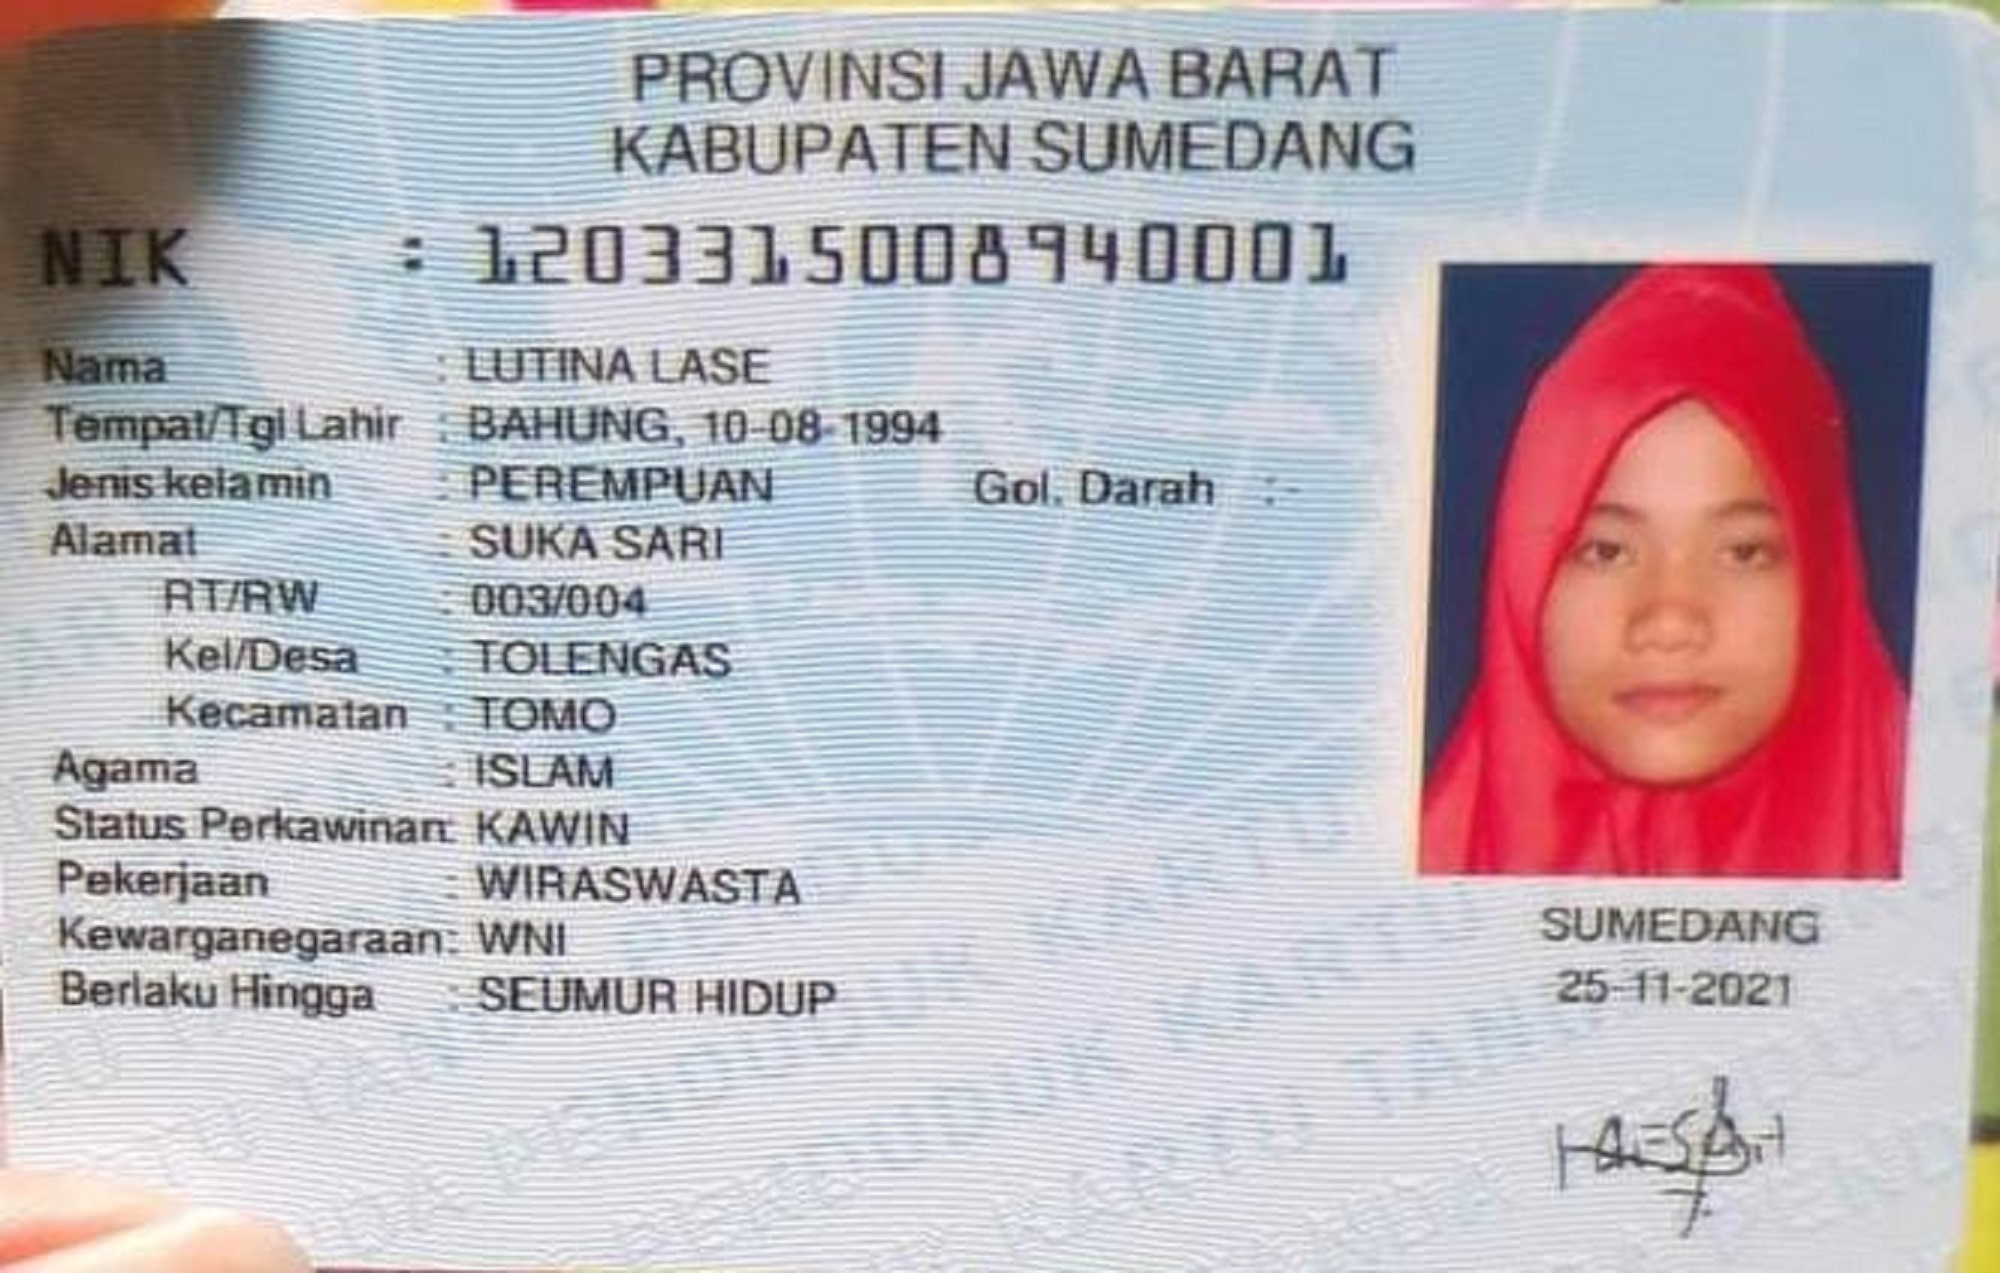 PROVINSI JAWA BARAT
KABUPATEN SUMEDANG
NIK : 1203315008940001
Nama : LUTINA LASE
Tempat/Tgl Lahir : BAHUNG, 10-08-1994
Jenis kelamin : PEREMPUAN Gol. Darah :-
Alamat : SUKA SARI
RT/RW : 003/004
Kel/Desa : TOLENGAS
Kecamatan : TOMO
Agama : ISLAM
Status Perkawinan: KAWIN
Pekerjaan : WIRASWASTA
Kewarganegaraan: WNI
Berlaku Hingga : SEUMUR HIDUP
SUMEDANG
25-11-2021